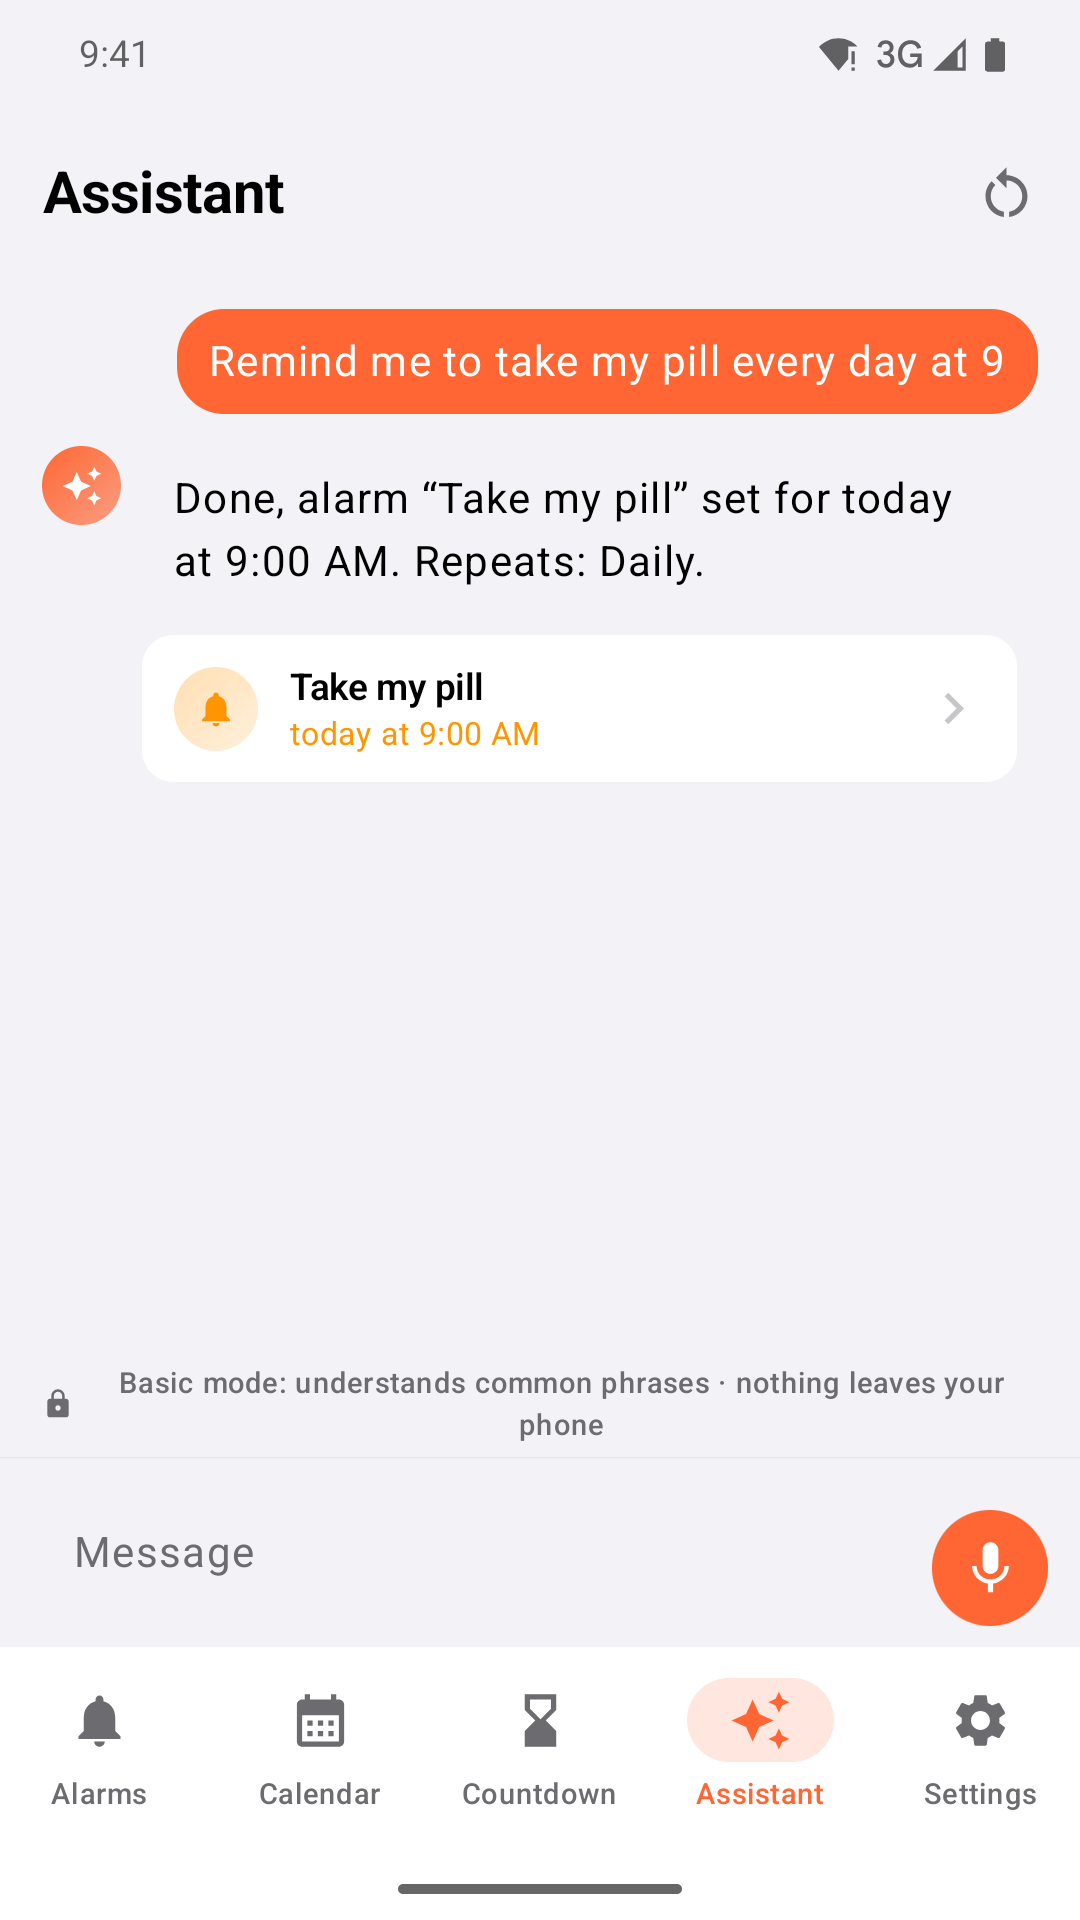 9:41
3G
Assistant
Remind me to take my pill every day at 9
Done, alarm “Take my pill” set for today
at 9:00 AM. Repeats: Daily.
Take my pill
today at 9:00 AM
Basic mode: understands common phrases · nothing leaves your
phone
Message
Alarms
Calendar
Countdown
Assistant
Settings